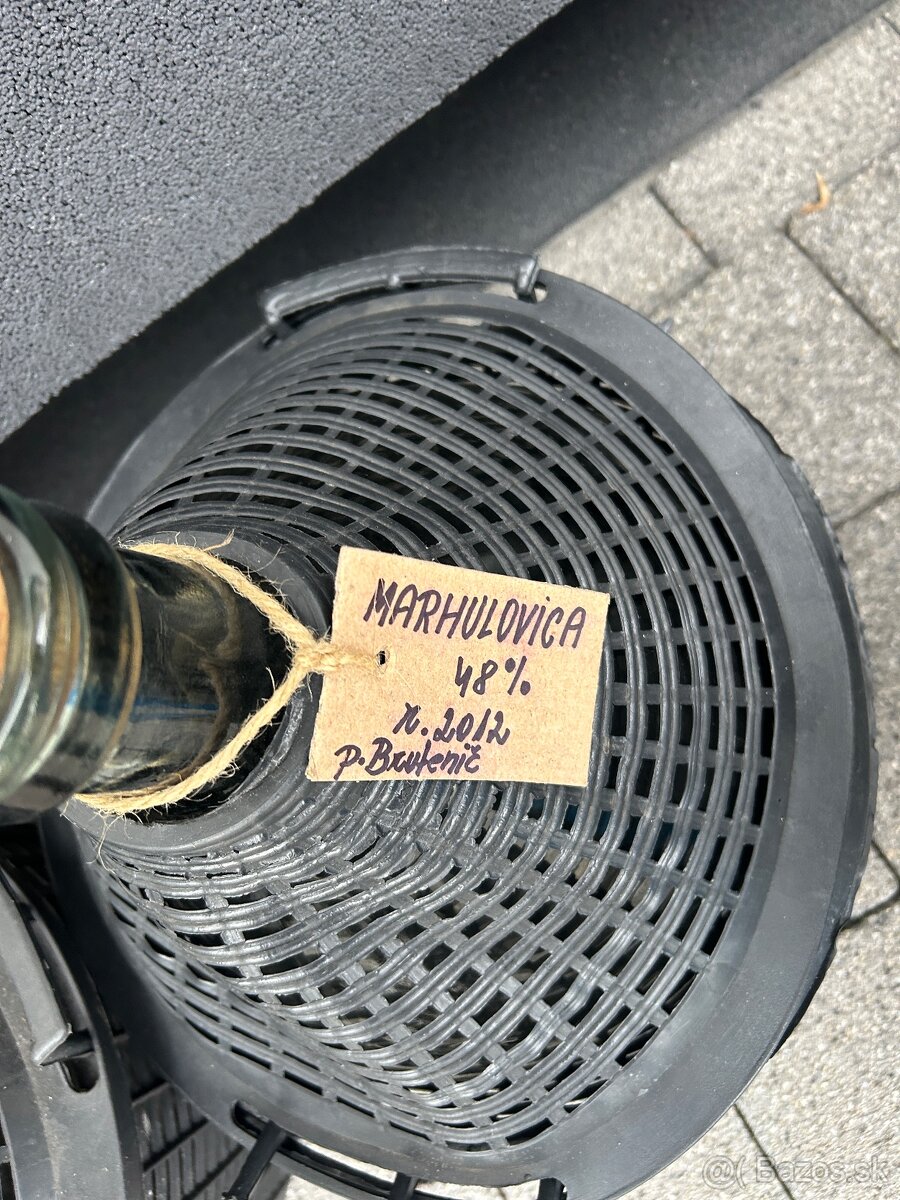 MARHULOVICA
48%
r. 2012
p. Brutenič
@( Bazos.sk